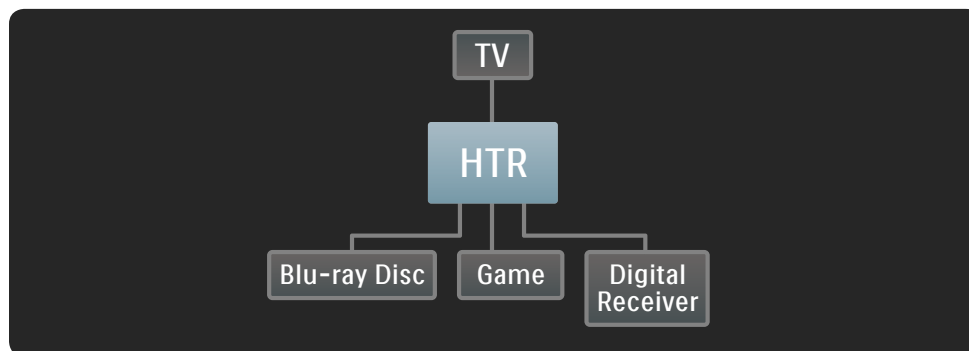 TV
HTR
Blu-ray Disc
Game
Digital
Receiver